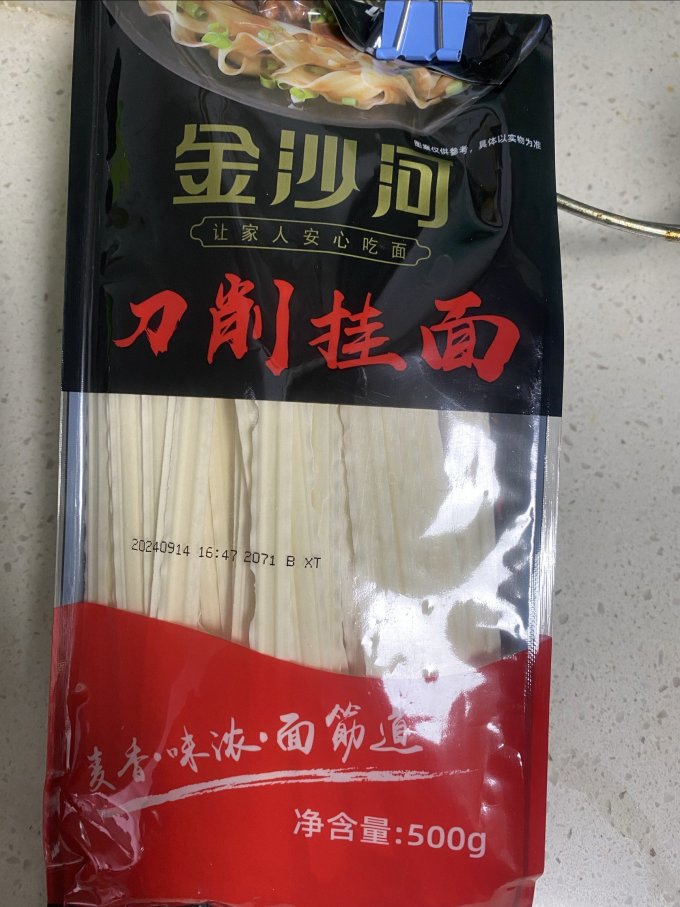 金沙河
图案仅供参考，具体以实物为准
让家人安心吃面
刀削挂面
20240914 16:47 2071 B XT
麦香·味浓·面筋道
净含量:500g